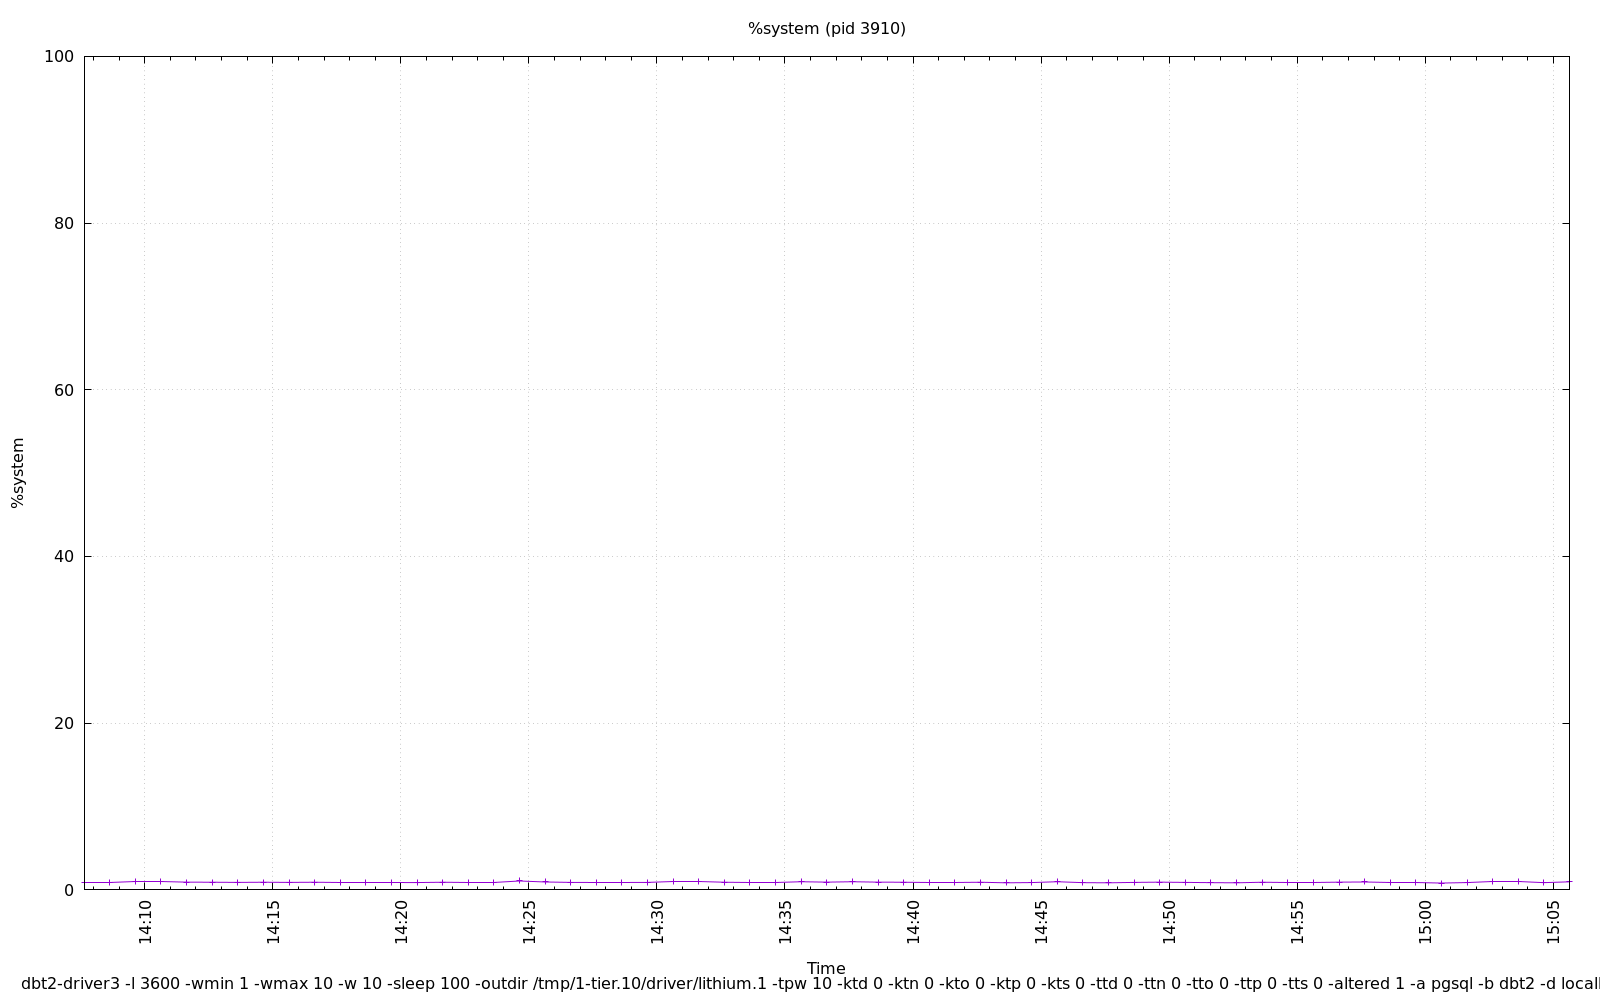 %system (pid 3910)
100
80
60
40
20
0
%system
14:10 14:15 14:20 14:25 14:30 14:35 14:40 14:45 14:50 14:55 15:00 15:05
Time
dbt2-driver3 -l 3600 -wmin 1 -wmax 10 -w 10 -sleep 100 -outdir /tmp/1-tier.10/driver/lithium.1 -tpw 10 -ktd 0 -ktn 0 -kto 0 -ktp 0 -kts 0 -ttd 0 -ttn 0 -tto 0 -ttp 0 -tts 0 -altered 1 -a pgsql -b dbt2 -d